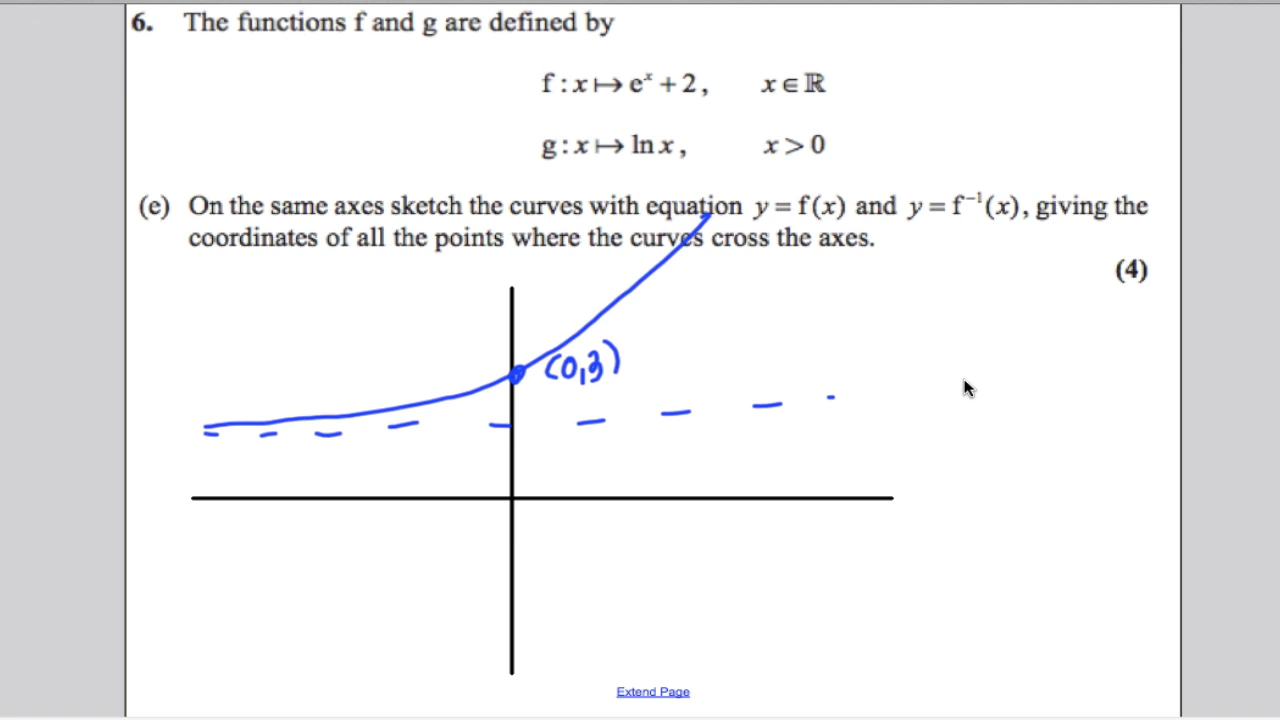 6. The functions f and g are defined by
f : x ↦ eˣ + 2, x ∈ ℝ
g : x ↦ ln x, x > 0
(e) On the same axes sketch the curves with equation y = f(x) and y = f⁻¹(x), giving the
coordinates of all the points where the curves cross the axes.
(4)
(0,3)
Extend Page